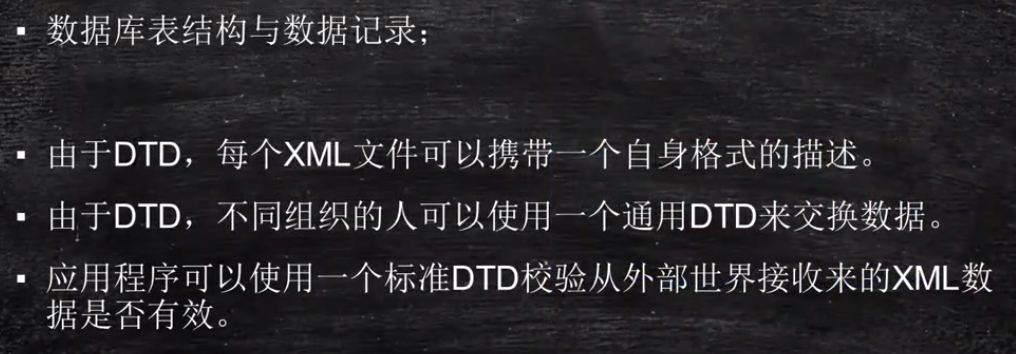 ▪ 数据库表结构与数据记录；
▪ 由于DTD，每个XML文件可以携带一个自身格式的描述。
▪ 由于DTD，不同组织的人可以使用一个通用DTD来交换数据。
▪ 应用程序可以使用一个标准DTD校验从外部世界接收来的XML数
据是否有效。